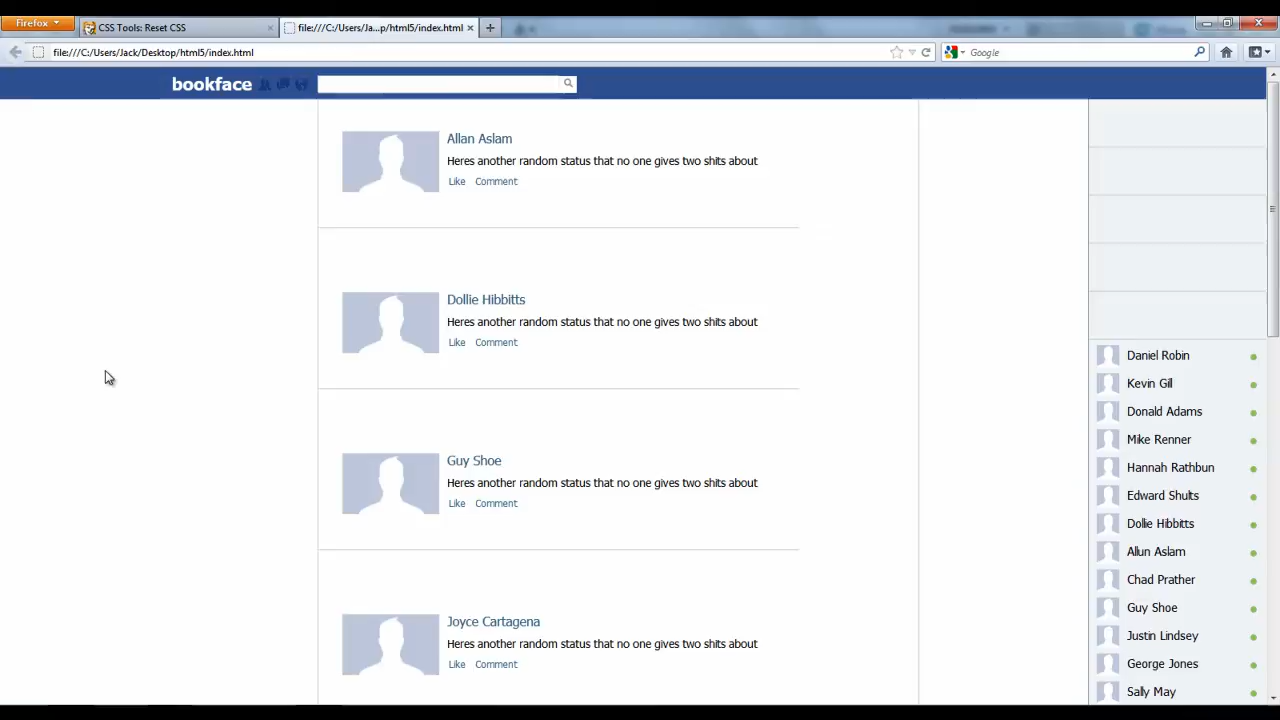 Firefox
CSS Tools: Reset CSS
file:///C:/Users/Ja...p/html5/index.html
file:///C:/Users/Jack/Desktop/html5/index.html
Google
bookface
Allan Aslam
Heres another random status that no one gives two shits about
Like Comment
Dollie Hibbitts
Heres another random status that no one gives two shits about
Like Comment
Guy Shoe
Heres another random status that no one gives two shits about
Like Comment
Joyce Cartagena
Heres another random status that no one gives two shits about
Like Comment
Daniel Robin
Kevin Gill
Donald Adams
Mike Renner
Hannah Rathbun
Edward Shults
Dollie Hibbitts
Allun Aslam
Chad Prather
Guy Shoe
Justin Lindsey
George Jones
Sally May